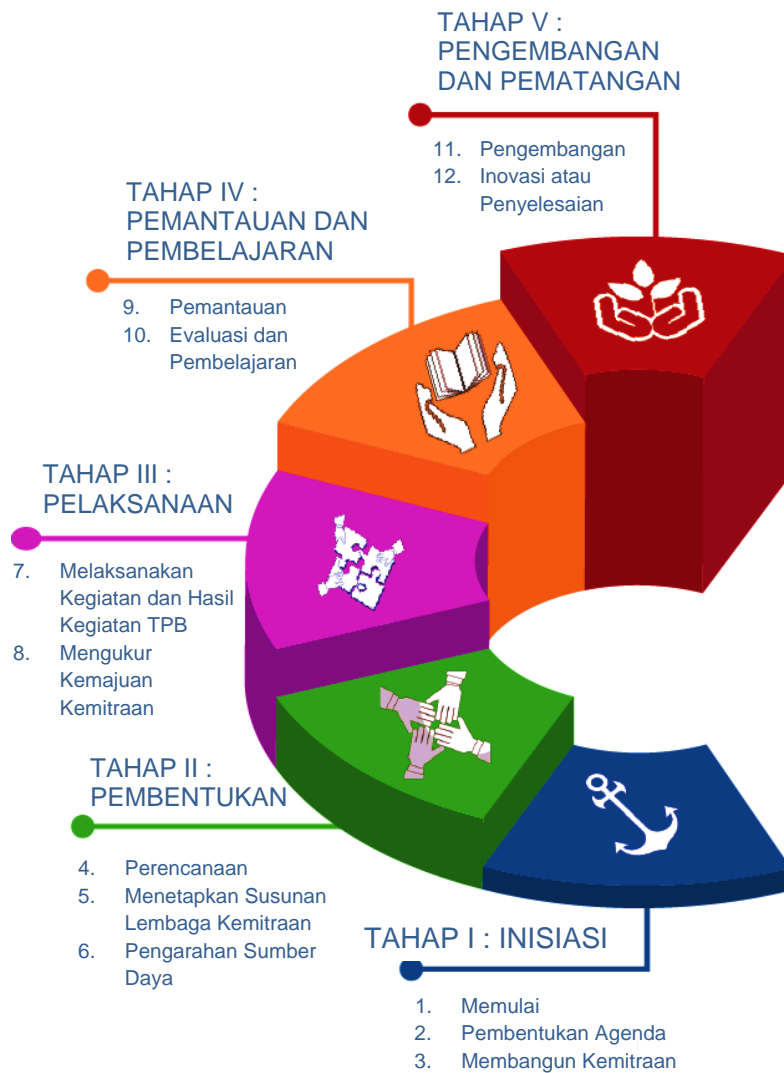 TAHAP V :
PENGEMBANGAN
DAN PEMATANGAN
11. Pengembangan
12. Inovasi atau
Penyelesaian
TAHAP IV :
PEMANTAUAN DAN
PEMBELAJARAN
9. Pemantauan
10. Evaluasi dan
Pembelajaran
TAHAP III :
PELAKSANAAN
7. Melaksanakan
Kegiatan dan Hasil
Kegiatan TPB
8. Mengukur
Kemajuan
Kemitraan
TAHAP II :
PEMBENTUKAN
4. Perencanaan
5. Menetapkan Susunan
Lembaga Kemitraan
6. Pengarahan Sumber
Daya
TAHAP I : INISIASI
1. Memulai
2. Pembentukan Agenda
3. Membangun Kemitraan